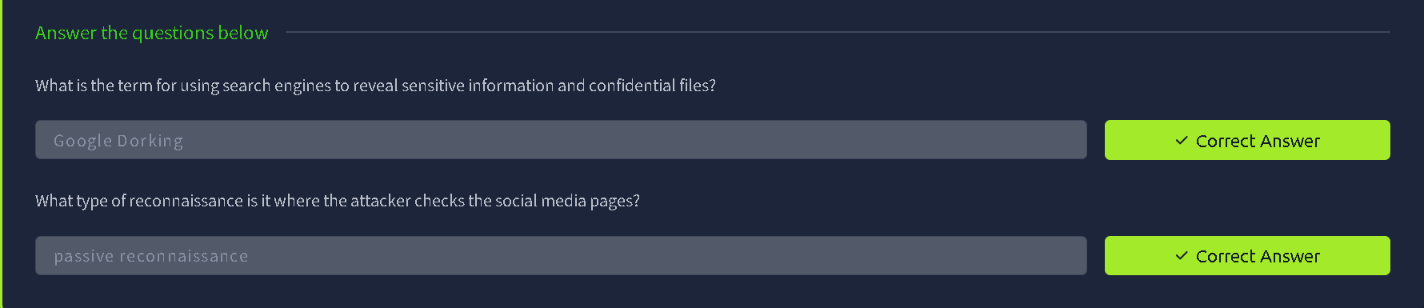 Answer the questions below
What is the term for using search engines to reveal sensitive information and confidential files?
Google Dorking
✓ Correct Answer
What type of reconnaissance is it where the attacker checks the social media pages?
passive reconnaissance
✓ Correct Answer